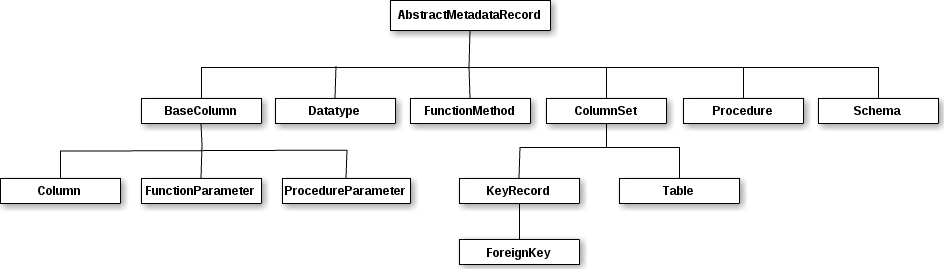 AbstractMetadataRecord
BaseColumn
Datatype
FunctionMethod
ColumnSet
Procedure
Schema
Column
FunctionParameter
ProcedureParameter
KeyRecord
Table
ForeignKey